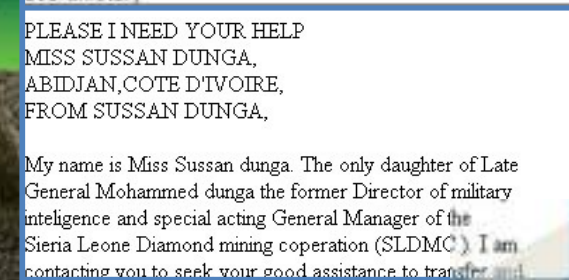 PLEASE I NEED YOUR HELP
MISS SUSSAN DUNGA,
ABIDJAN,COTE D'IVOIRE,
FROM SUSSAN DUNGA,
My name is Miss Sussan dunga. The only daughter of Late
General Mohammed dunga the former Director of military
inteligence and special acting General Manager of the
Sieria Leone Diamond mining coperation (SLDMC). I am
contacting you to seek your good assistance to transfer and